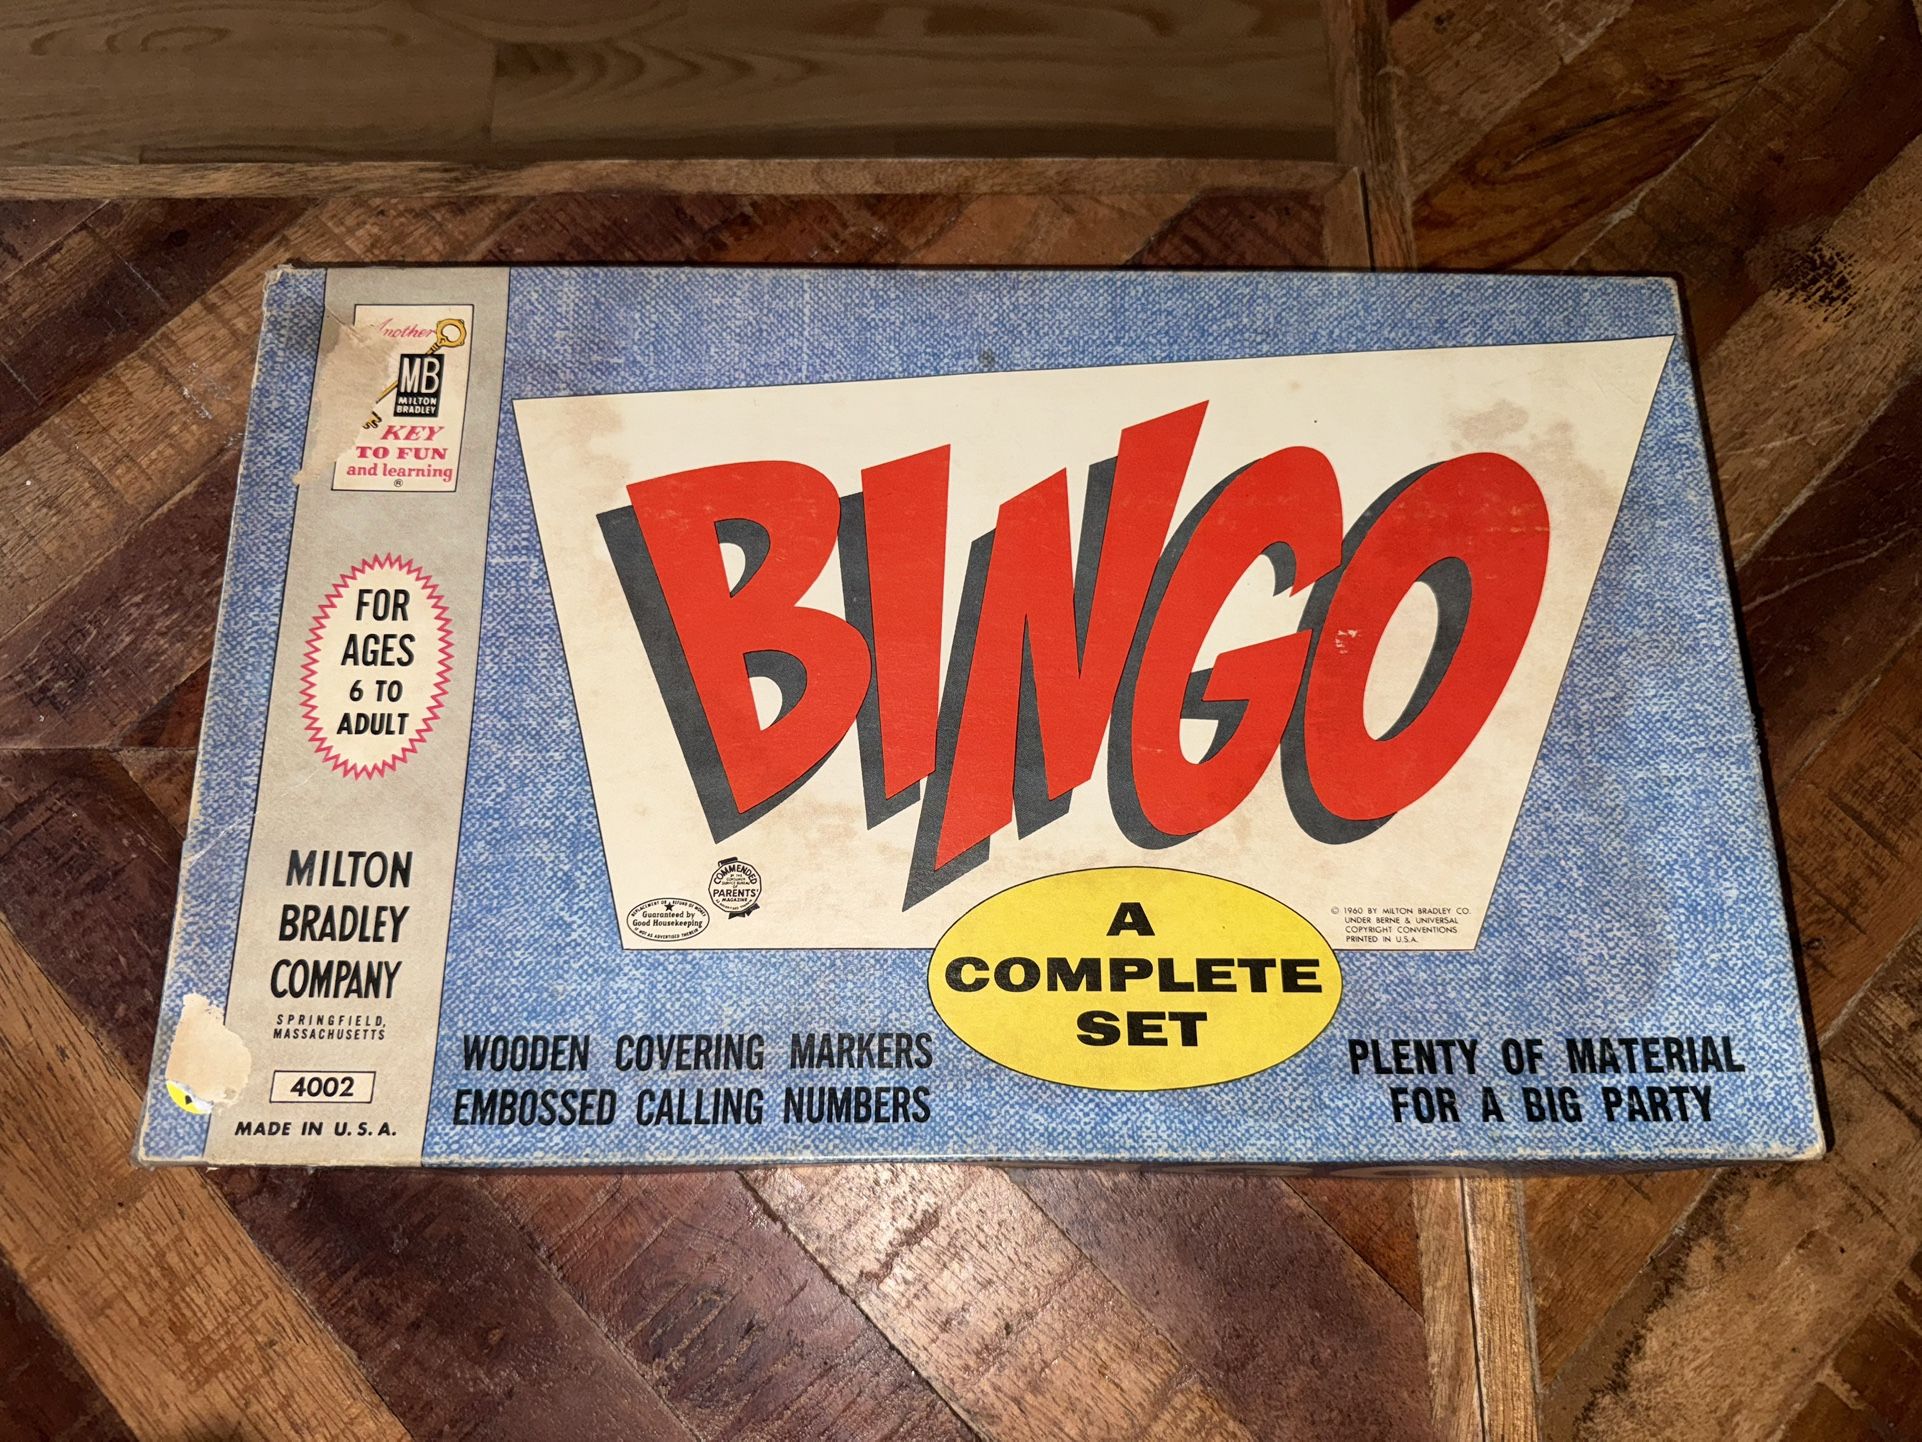 Another
MB
MILTON
BRADLEY
KEY
TO FUN
and learning
®
FOR
AGES
6 TO
ADULT
MILTON
BRADLEY
COMPANY
SPRINGFIELD,
MASSACHUSETTS
4002
MADE IN U.S.A.
BINGO
COMMENDED
PARENTS'
MAGAZINE
Guaranteed by
Good Housekeeping
© 1960 BY MILTON BRADLEY CO.
UNDER BERNE & UNIVERSAL
COPYRIGHT CONVENTIONS
PRINTED IN U.S.A.
A
COMPLETE
SET
WOODEN COVERING MARKERS
EMBOSSED CALLING NUMBERS
PLENTY OF MATERIAL
FOR A BIG PARTY